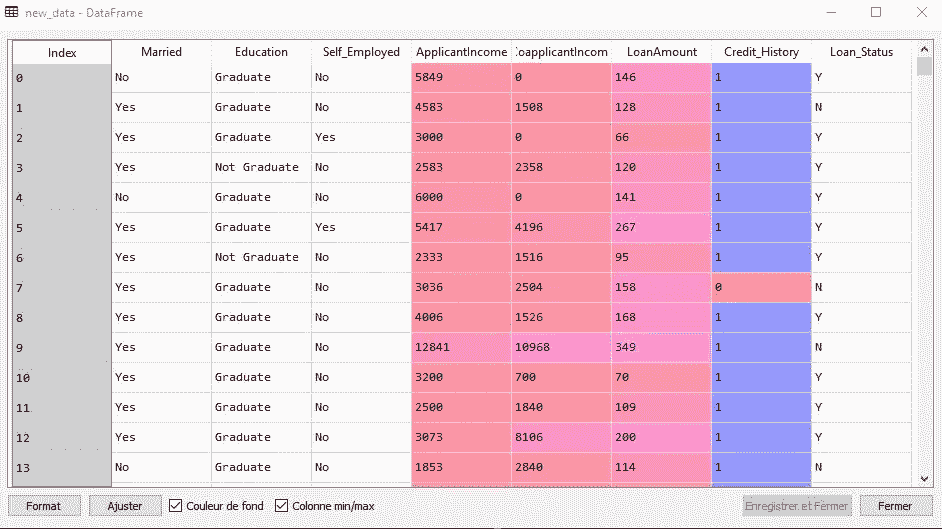 new_data - DataFrame
Index Married Education Self_Employed ApplicantIncome oapplicantIncom LoanAmount Credit_History Loan_Status
0 No Graduate No 5849 0 146 1 Y
1 Yes Graduate No 4583 1508 128 1 N
2 Yes Graduate Yes 3000 0 66 1 Y
3 Yes Not Graduate No 2583 2358 120 1 Y
4 No Graduate No 6000 0 141 1 Y
5 Yes Graduate Yes 5417 4196 267 1 Y
6 Yes Not Graduate No 2333 1516 95 1 Y
7 Yes Graduate No 3036 2504 158 0 N
8 Yes Graduate No 4006 1526 168 1 Y
9 Yes Graduate No 12841 10968 349 1 N
10 Yes Graduate No 3200 700 70 1 Y
11 Yes Graduate No 2500 1840 109 1 Y
12 Yes Graduate No 3073 8106 200 1 Y
13 No Graduate No 1853 2840 114 1 N
Format Ajuster Couleur de fond Colonne min/max Enregistrer et Fermer Fermer